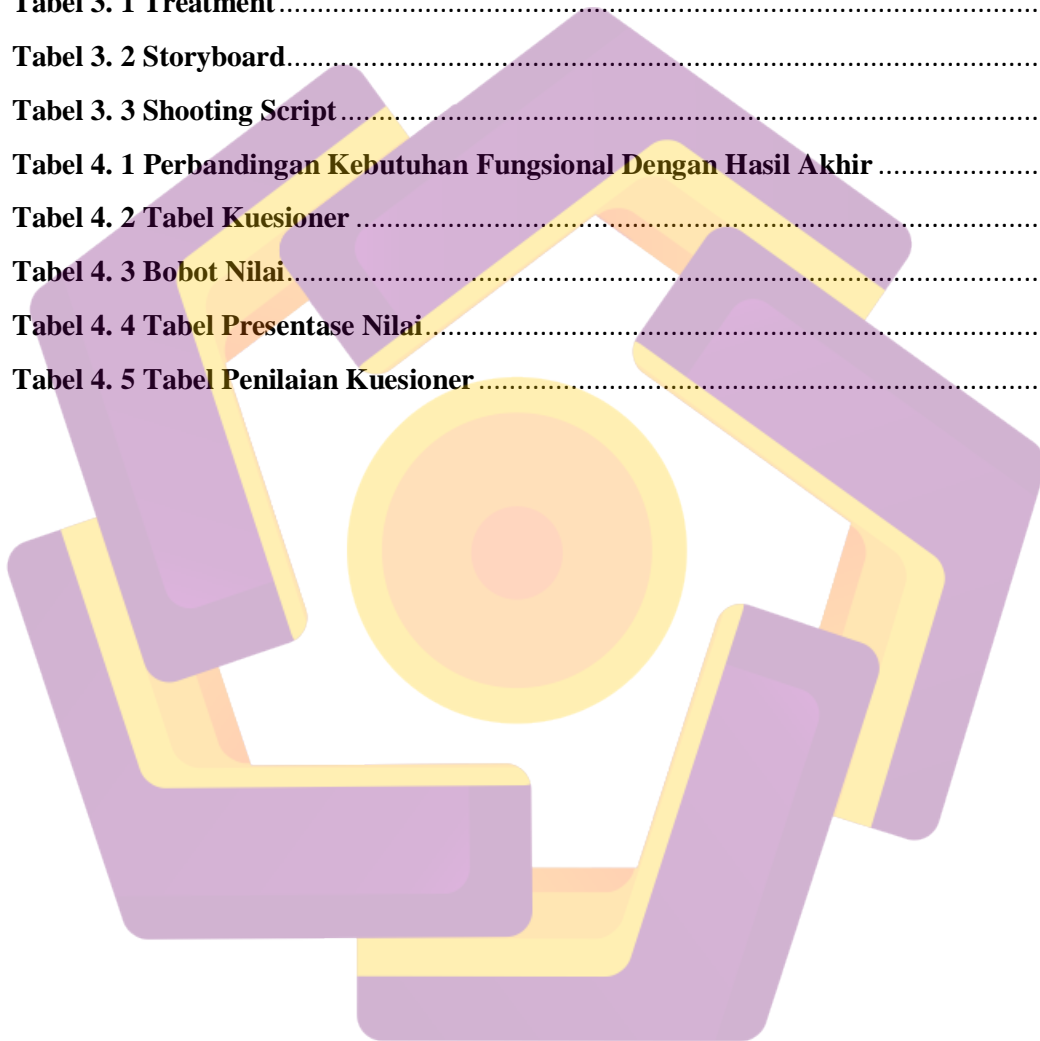 Tabel 3. 1 Treatment
Tabel 3. 2 Storyboard
Tabel 3. 3 Shooting Script
Tabel 4. 1 Perbandingan Kebutuhan Fungsional Dengan Hasil Akhir
Tabel 4. 2 Tabel Kuesioner
Tabel 4. 3 Bobot Nilai
Tabel 4. 4 Tabel Presentase Nilai
Tabel 4. 5 Tabel Penilaian Kuesioner